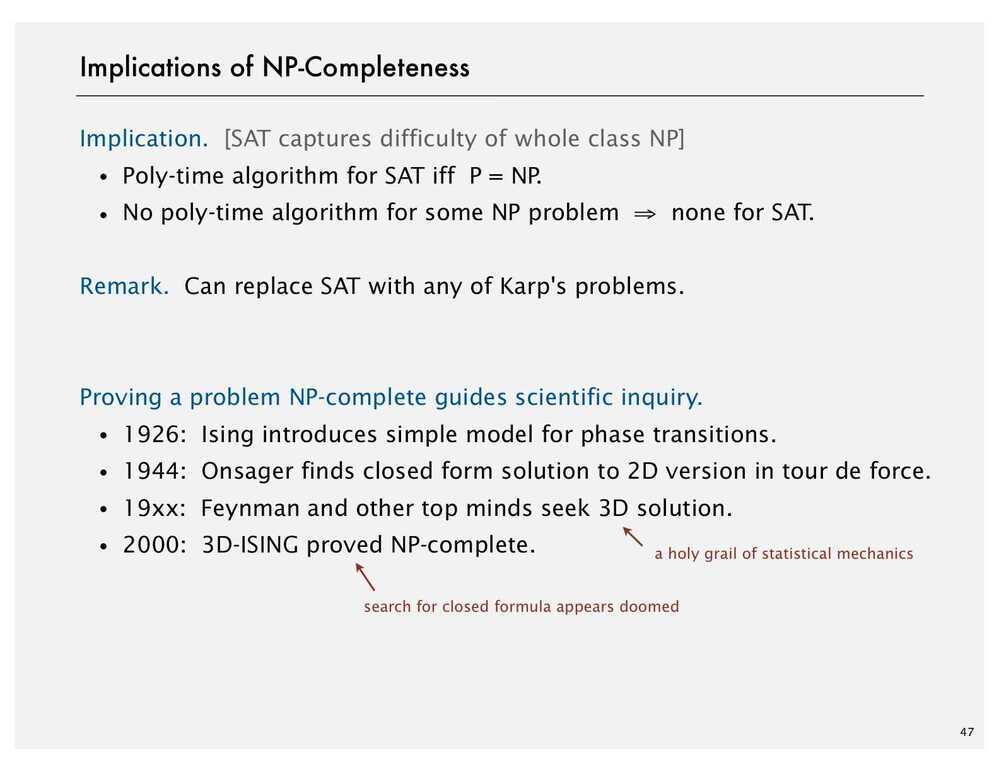 Implications of NP-Completeness
Implication. [SAT captures difficulty of whole class NP]
• Poly-time algorithm for SAT iff P = NP.
• No poly-time algorithm for some NP problem ⇒ none for SAT.
Remark. Can replace SAT with any of Karp's problems.
Proving a problem NP-complete guides scientific inquiry.
• 1926: Ising introduces simple model for phase transitions.
• 1944: Onsager finds closed form solution to 2D version in tour de force.
• 19xx: Feynman and other top minds seek 3D solution.
• 2000: 3D-ISING proved NP-complete.
a holy grail of statistical mechanics
search for closed formula appears doomed
47